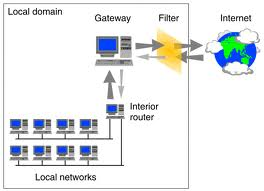 Local domain
Gateway
Filter
Internet
Interior
router
Local networks